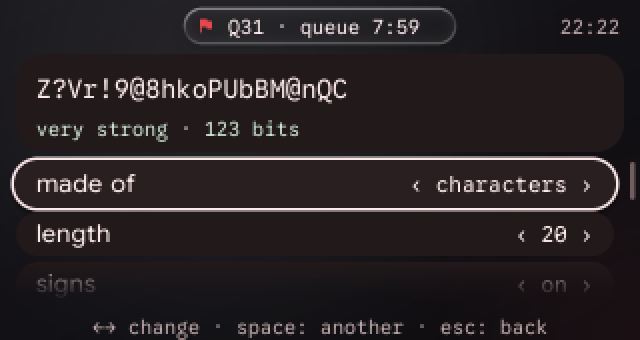 Q31 · queue 7:59
22:22
Z?Vr!9@8hkoPUbBM@nQC
very strong · 123 bits
made of ‹ characters ›
length ‹ 20 ›
signs ‹ on ›
↔ change · space: another · esc: back